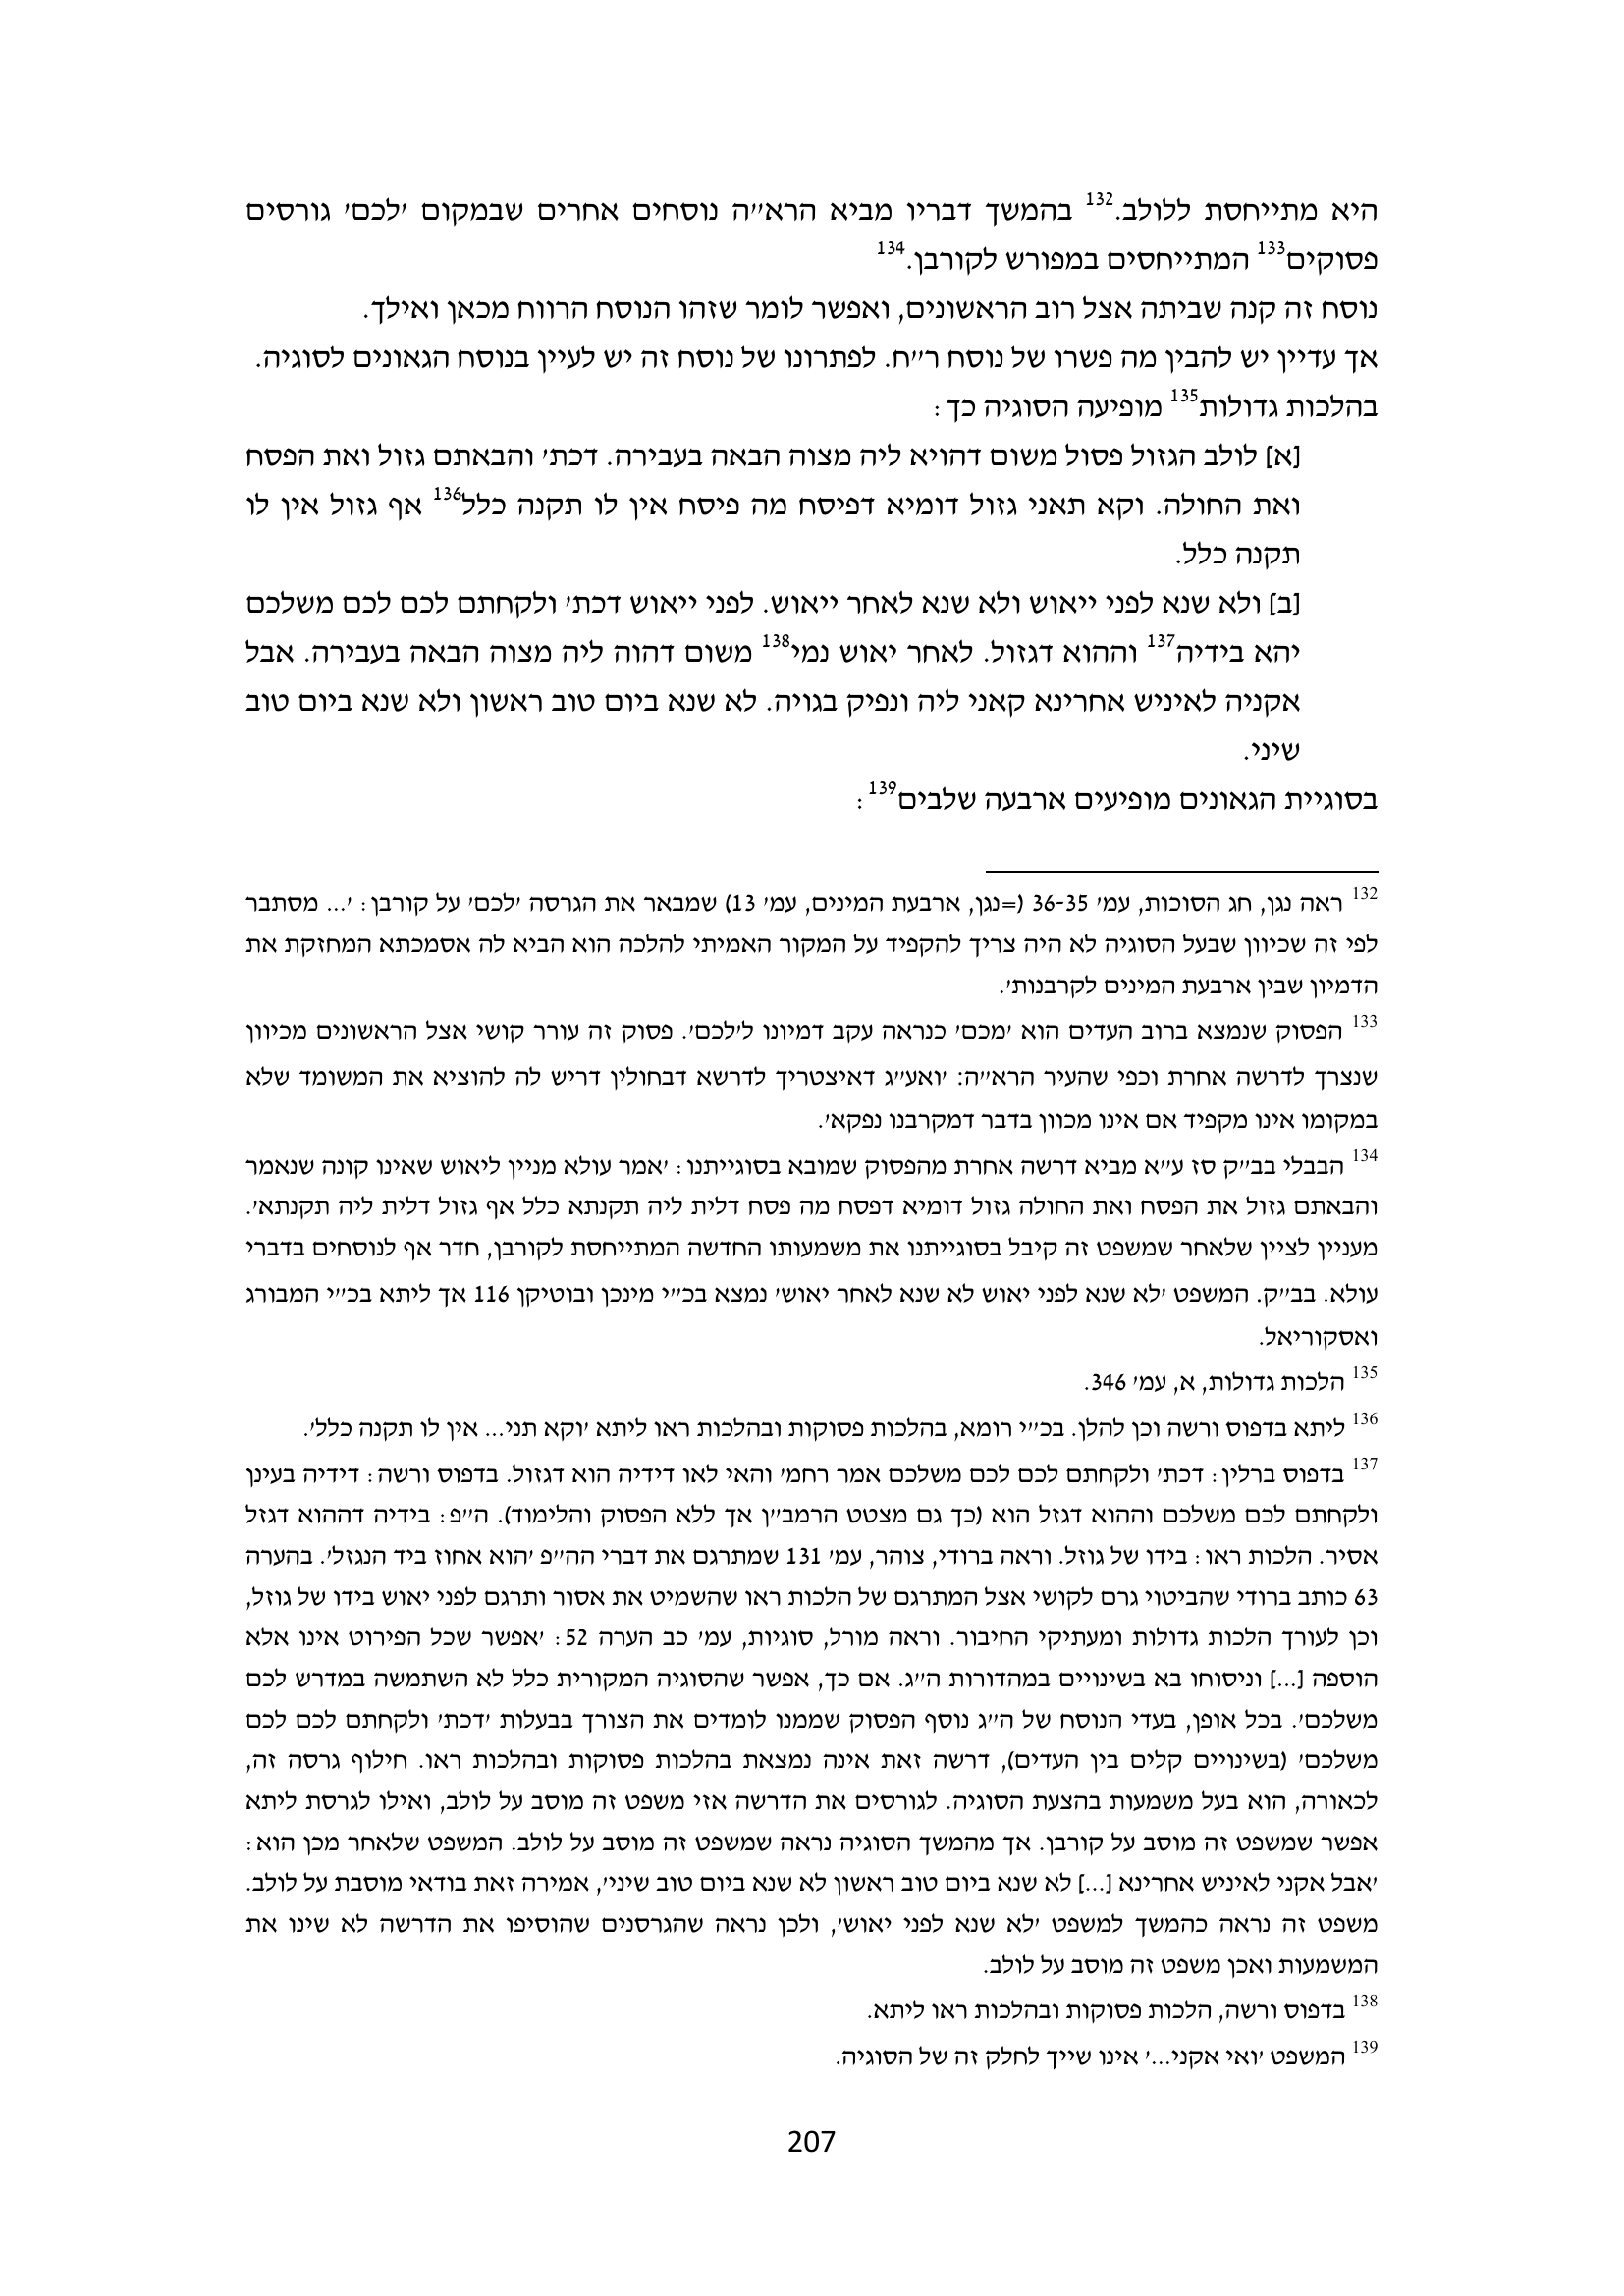 היא מתייחסת ללולב.132 בהמשך דבריו מביא הרא״ה נוסחים אחרים שבמקום ׳לכם׳ גורסים
פסוקים133 המתייחסים במפורש לקורבן.134
נוסח זה קנה שביתה אצל רוב הראשונים, ואפשר לומר שזהו הנוסח הרווח מכאן ואילך.
אך עדיין יש להבין מה פשרו של נוסח ר״ח. לפתרונו של נוסח זה יש לעיין בנוסח הגאונים לסוגיה.
בהלכות גדולות135 מופיעה הסוגיה כך:
[א] לולב הגזול פסול משום דהויא ליה מצוה הבאה בעבירה. דכת׳ והבאתם גזול ואת הפסח
ואת החולה. וקא תאני גזול דומיא דפיסח מה פיסח אין לו תקנה כלל136 אף גזול אין לו
תקנה כלל.
[ב] ולא שנא לפני ייאוש ולא שנא לאחר ייאוש. לפני ייאוש דכת׳ ולקחתם לכם לכם משלכם
יהא בידיה137 וההוא דגזול. לאחר יאוש נמי138 משום דהוה ליה מצוה הבאה בעבירה. אבל
אקניה לאיניש אחרינא קאני ליה ונפיק בגויה. לא שנא ביום טוב ראשון ולא שנא ביום טוב
שיני.
בסוגיית הגאונים מופיעים ארבעה שלבים139:
132 ראה נגן, חג הסוכות, עמ׳ 36-35 (=נגן, ארבעת המינים, עמ׳ 13) שמבאר את הגרסה ׳לכם׳ על קורבן: ׳... מסתבר
לפי זה שכיוון שבעל הסוגיה לא היה צריך להקפיד על המקור האמיתי להלכה הוא הביא לה אסמכתא המחזקת את
הדמיון שבין ארבעת המינים לקרבנות׳.
133 הפסוק שנמצא ברוב העדים הוא ׳מכם׳ כנראה עקב דמיונו ל׳לכם׳. פסוק זה עורר קושי אצל הראשונים מכיוון
שנצרך לדרשה אחרת וכפי שהעיר הרא״ה: ׳ואע״ג דאיצטריך לדרשא דבחולין דריש לה להוציא את המשומד שלא
במקומו אינו מקפיד אם אינו מכוון בדבר דמקרבנו נפקא׳.
134 הבבלי בב״ק סז ע״א מביא דרשה אחרת מהפסוק שמובא בסוגייתנו: ׳אמר עולא מניין ליאוש שאינו קונה שנאמר
והבאתם גזול את הפסח ואת החולה גזול דומיא דפסח מה פסח דלית ליה תקנתא כלל אף גזול דלית ליה תקנתא׳.
מעניין לציין שלאחר שמשפט זה קיבל בסוגייתנו את משמעותו החדשה המתייחסת לקורבן, חדר אף לנוסחים בדברי
עולא. בב״ק. המשפט ׳לא שנא לפני יאוש לא שנא לאחר יאוש׳ נמצא בכ״י מינכן ובוטיקן 116 אך ליתא בכ״י המבורג
ואסקוריאל.
135 הלכות גדולות, א, עמ׳ 346.
136 ליתא בדפוס ורשה וכן להלן. בכ״י רומא, בהלכות פסוקות ובהלכות ראו ליתא ׳וקא תני... אין לו תקנה כלל׳.
137 בדפוס ברלין: דכת׳ ולקחתם לכם לכם משלכם אמר רחמ׳ והאי לאו דידיה הוא דגזול. בדפוס ורשה: דידיה בעינן
ולקחתם לכם משלכם וההוא דגזל הוא (כך גם מצטט הרמב״ן אך ללא הפסוק והלימוד). ה״פ: בידיה דההוא דגזל
אסיר. הלכות ראו: בידו של גוזל. וראה ברודי, צוהר, עמ׳ 131 שמתרגם את דברי הה״פ ׳הוא אחוז ביד הנגזל׳. בהערה
63 כותב ברודי שהביטוי גרם לקושי אצל המתרגם של הלכות ראו שהשמיט את אסור ותרגם לפני יאוש בידו של גוזל,
וכן לעורך הלכות גדולות ומעתיקי החיבור. וראה מורל, סוגיות, עמ׳ כב הערה 52: ׳אפשר שכל הפירוט אינו אלא
הוספה [...] וניסוחו בא בשינויים במהדורות ה״ג. אם כך, אפשר שהסוגיה המקורית כלל לא השתמשה במדרש לכם
משלכם׳. בכל אופן, בעדי הנוסח של ה״ג נוסף הפסוק שממנו לומדים את הצורך בבעלות ׳דכת׳ ולקחתם לכם לכם
משלכם׳ (בשינויים קלים בין העדים), דרשה זאת אינה נמצאת בהלכות פסוקות ובהלכות ראו. חילוף גרסה זה,
לכאורה, הוא בעל משמעות בהצעת הסוגיה. לגורסים את הדרשה אזי משפט זה מוסב על לולב, ואילו לגרסת ליתא
אפשר שמשפט זה מוסב על קורבן. אך מהמשך הסוגיה נראה שמשפט זה מוסב על לולב. המשפט שלאחר מכן הוא:
׳אבל אקני לאיניש אחרינא [...] לא שנא ביום טוב ראשון לא שנא ביום טוב שיני׳, אמירה זאת בודאי מוסבת על לולב.
משפט זה נראה כהמשך למשפט ׳לא שנא לפני יאוש׳, ולכן נראה שהגרסנים שהוסיפו את הדרשה לא שינו את
המשמעות ואכן משפט זה מוסב על לולב.
138 בדפוס ורשה, הלכות פסוקות ובהלכות ראו ליתא.
139 המשפט ׳ואי אקני...׳ אינו שייך לחלק זה של הסוגיה.
207